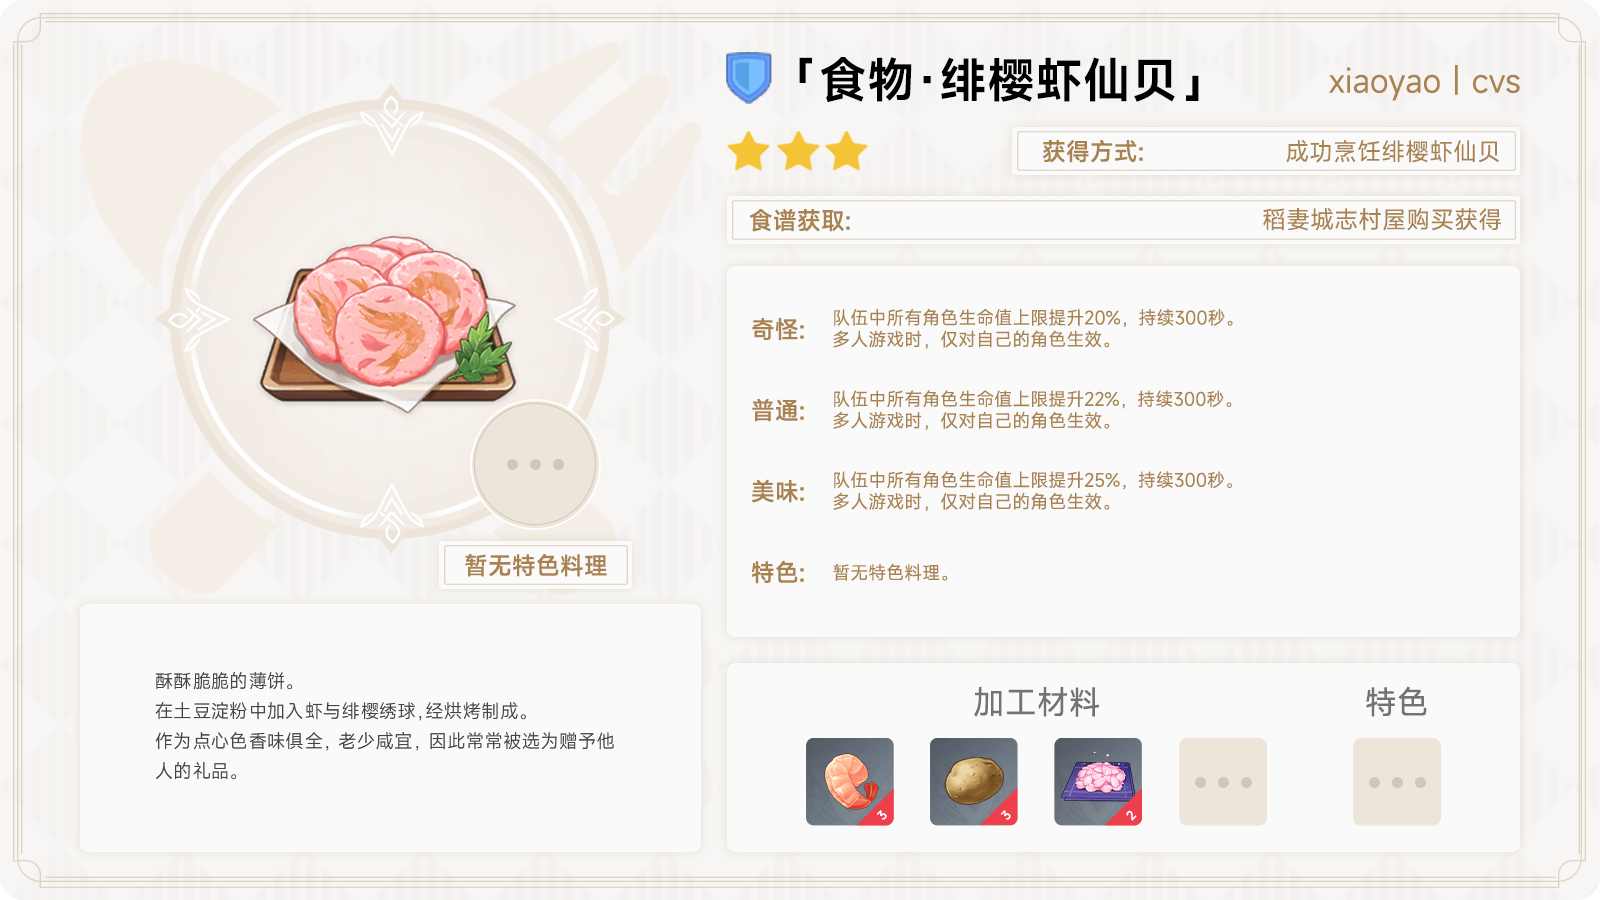 「食物·绯樱虾仙贝」
xiaoyao | cvs
获得方式:
成功烹饪绯樱虾仙贝
食谱获取:
稻妻城志村屋购买获得
奇怪:
队伍中所有角色生命值上限提升20%，持续300秒。
多人游戏时，仅对自己的角色生效。
普通:
队伍中所有角色生命值上限提升22%，持续300秒。
多人游戏时，仅对自己的角色生效。
美味:
队伍中所有角色生命值上限提升25%，持续300秒。
多人游戏时，仅对自己的角色生效。
特色:
暂无特色料理。
暂无特色料理
酥酥脆脆的薄饼。
在土豆淀粉中加入虾与绯樱绣球,经烘烤制成。
作为点心色香味俱全，老少咸宜，因此常常被选为赠予他
人的礼品。
加工材料
特色
3
3
2